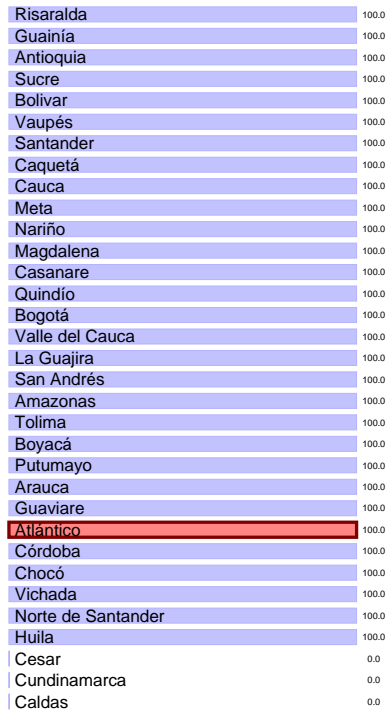 Risaralda 100.0
Guainía 100.0
Antioquia 100.0
Sucre 100.0
Bolivar 100.0
Vaupés 100.0
Santander 100.0
Caquetá 100.0
Cauca 100.0
Meta 100.0
Nariño 100.0
Magdalena 100.0
Casanare 100.0
Quindío 100.0
Bogotá 100.0
Valle del Cauca 100.0
La Guajira 100.0
San Andrés 100.0
Amazonas 100.0
Tolima 100.0
Boyacá 100.0
Putumayo 100.0
Arauca 100.0
Guaviare 100.0
Atlántico 100.0
Córdoba 100.0
Chocó 100.0
Vichada 100.0
Norte de Santander 100.0
Huila 100.0
Cesar 0.0
Cundinamarca 0.0
Caldas 0.0